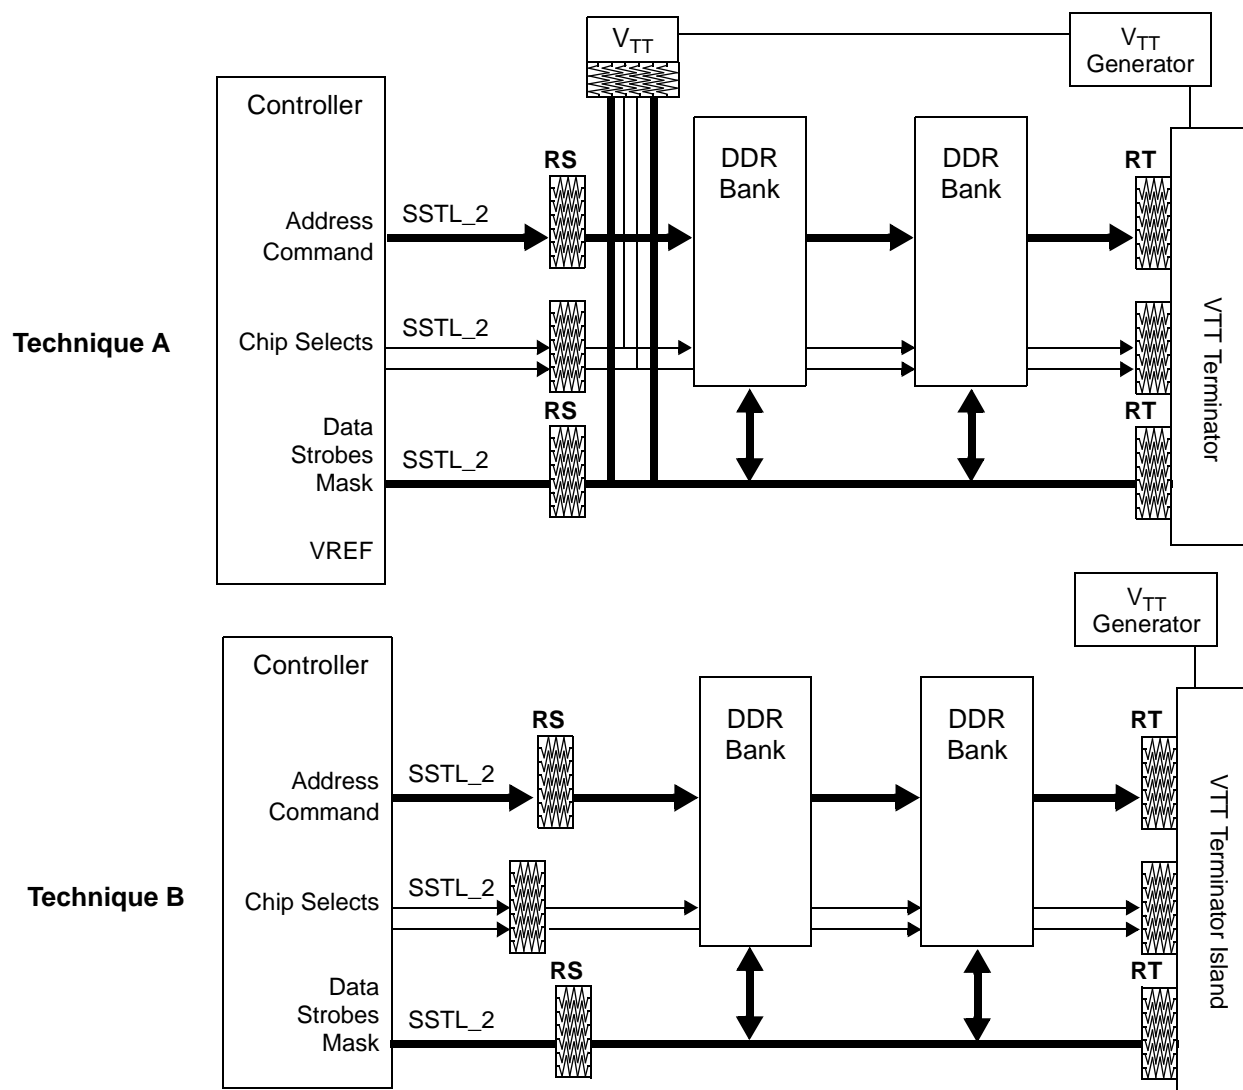 VTT
VTT
Generator
Controller
RS
DDR
Bank
DDR
Bank
RT
Address
Command
SSTL_2
Technique A
Chip Selects
SSTL_2
VTT Terminator
RS
RT
Data
Strobes
Mask
SSTL_2
VREF
VTT
Generator
Controller
RS
DDR
Bank
DDR
Bank
RT
Address
Command
SSTL_2
Technique B
Chip Selects
SSTL_2
VTT Terminator Island
RS
RT
Data
Strobes
Mask
SSTL_2